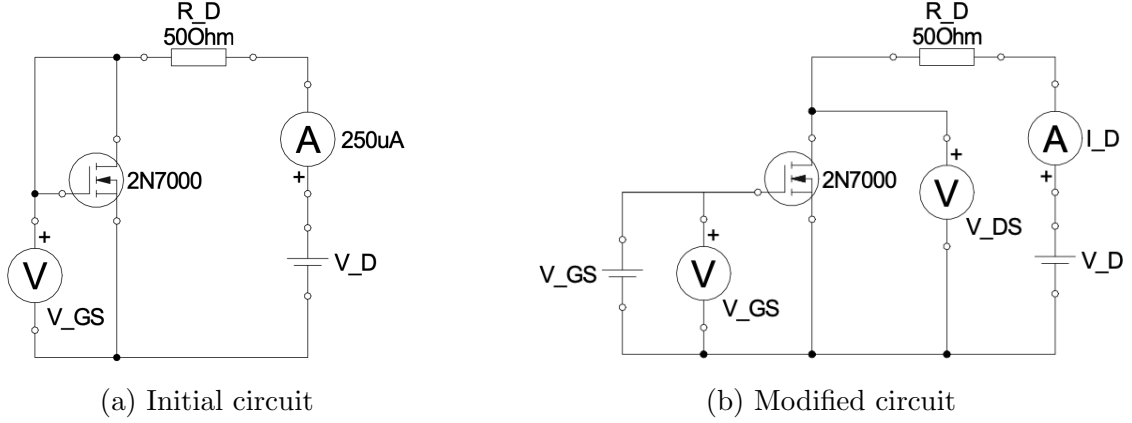 R_D
50Ohm
A
250uA
+
2N7000
+
V
V_GS
V_D
(a) Initial circuit
R_D
50Ohm
A
I_D
+
2N7000
+
V
V_DS
V_GS
+
V
V_GS
V_D
(b) Modified circuit